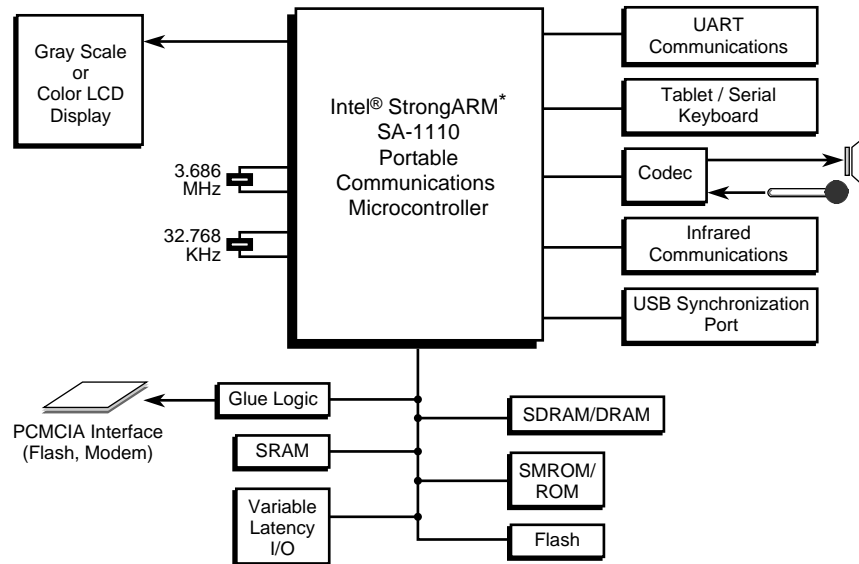 Gray Scale
or
Color LCD
Display
Intel® StrongARM*
SA-1110
Portable
Communications
Microcontroller
3.686
MHz
32.768
KHz
UART
Communications
Tablet / Serial
Keyboard
Codec
Infrared
Communications
USB Synchronization
Port
Glue Logic
PCMCIA Interface
(Flash, Modem)
SRAM
Variable
Latency
I/O
SDRAM/DRAM
SMROM/
ROM
Flash